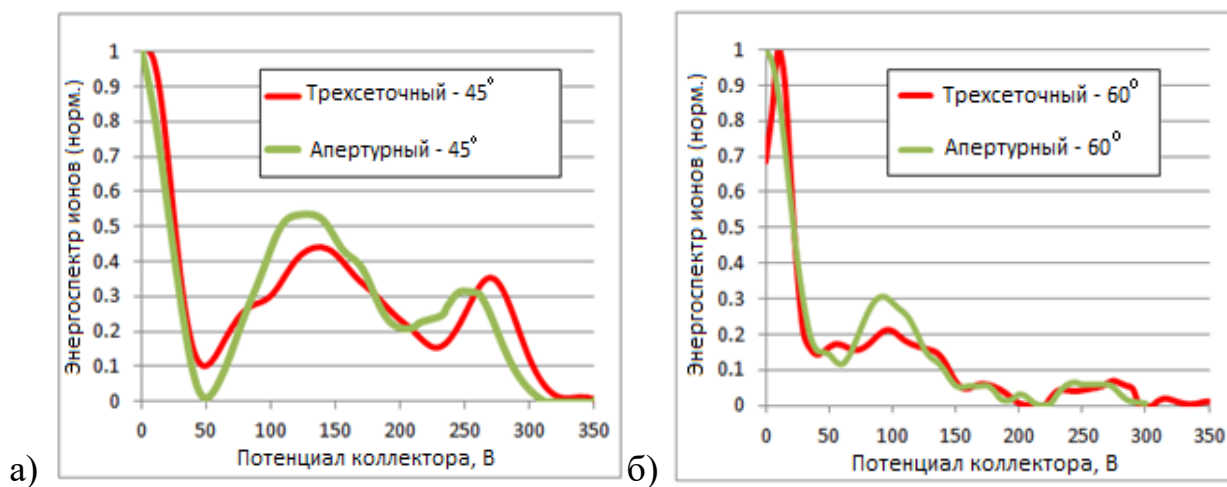 Энергоспектр ионов (норм.)
1
0.9
0.8
0.7
0.6
0.5
0.4
0.3
0.2
0.1
0
Трехсеточный - 45°
Апертурный - 45°
0 50 100 150 200 250 300 350
Потенциал коллектора, В
а)
Энергоспектр ионов (норм.)
1
0.9
0.8
0.7
0.6
0.5
0.4
0.3
0.2
0.1
0
Трехсеточный - 60°
Апертурный - 60°
0 50 100 150 200 250 300 350
Потенциал коллектора, В
б)